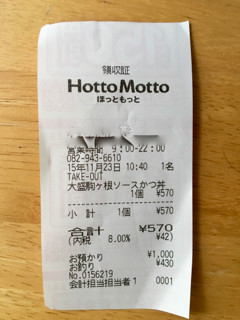 領収証
HottoMotto
ほっともっと
営業時間 9:00-22:00
082-943-6610
15年11月23日 10:40 1名
TAKE-OUT
大盛駒ヶ根ソースかつ丼
1個 ¥570
小 計 1個 ¥570
合計 ¥570
(内税 8.00% ¥42)
お預かり ¥1,000
お釣り ¥430
No.0156219
会計担当担当者1 0001